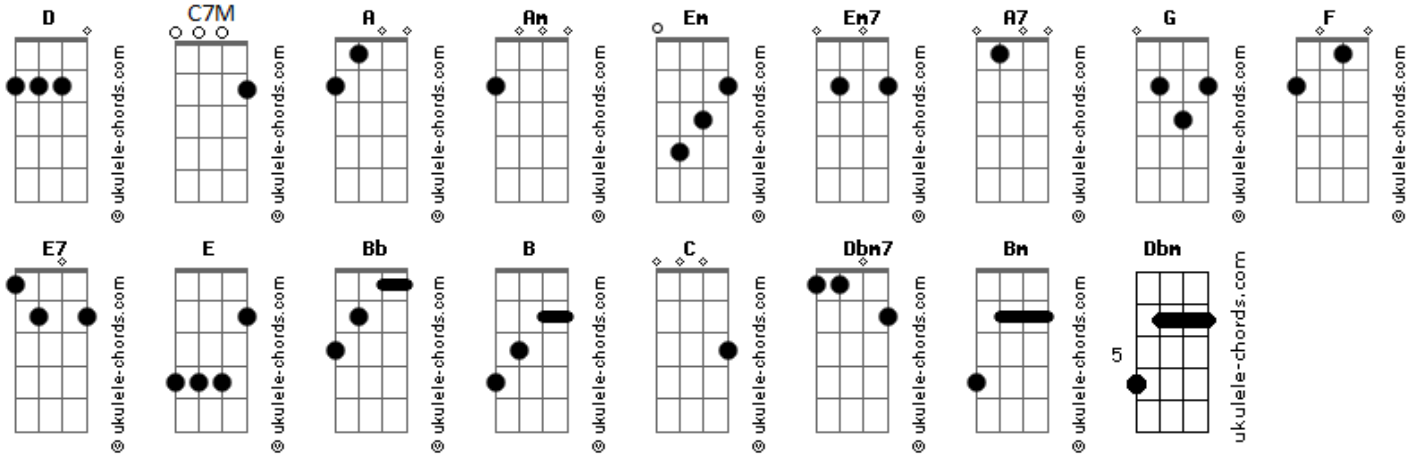 D C7M A Am Em Em7 A7 G F
© ukulele-chords.com © ukulele-chords.com © ukulele-chords.com © ukulele-chords.com © ukulele-chords.com © ukulele-chords.com © ukulele-chords.com © ukulele-chords.com © ukulele-chords.com
E7 E Bb B C Dbm7 Bm Dbm
© ukulele-chords.com © ukulele-chords.com © ukulele-chords.com © ukulele-chords.com © ukulele-chords.com © ukulele-chords.com © ukulele-chords.com ukulele-chords.com
5